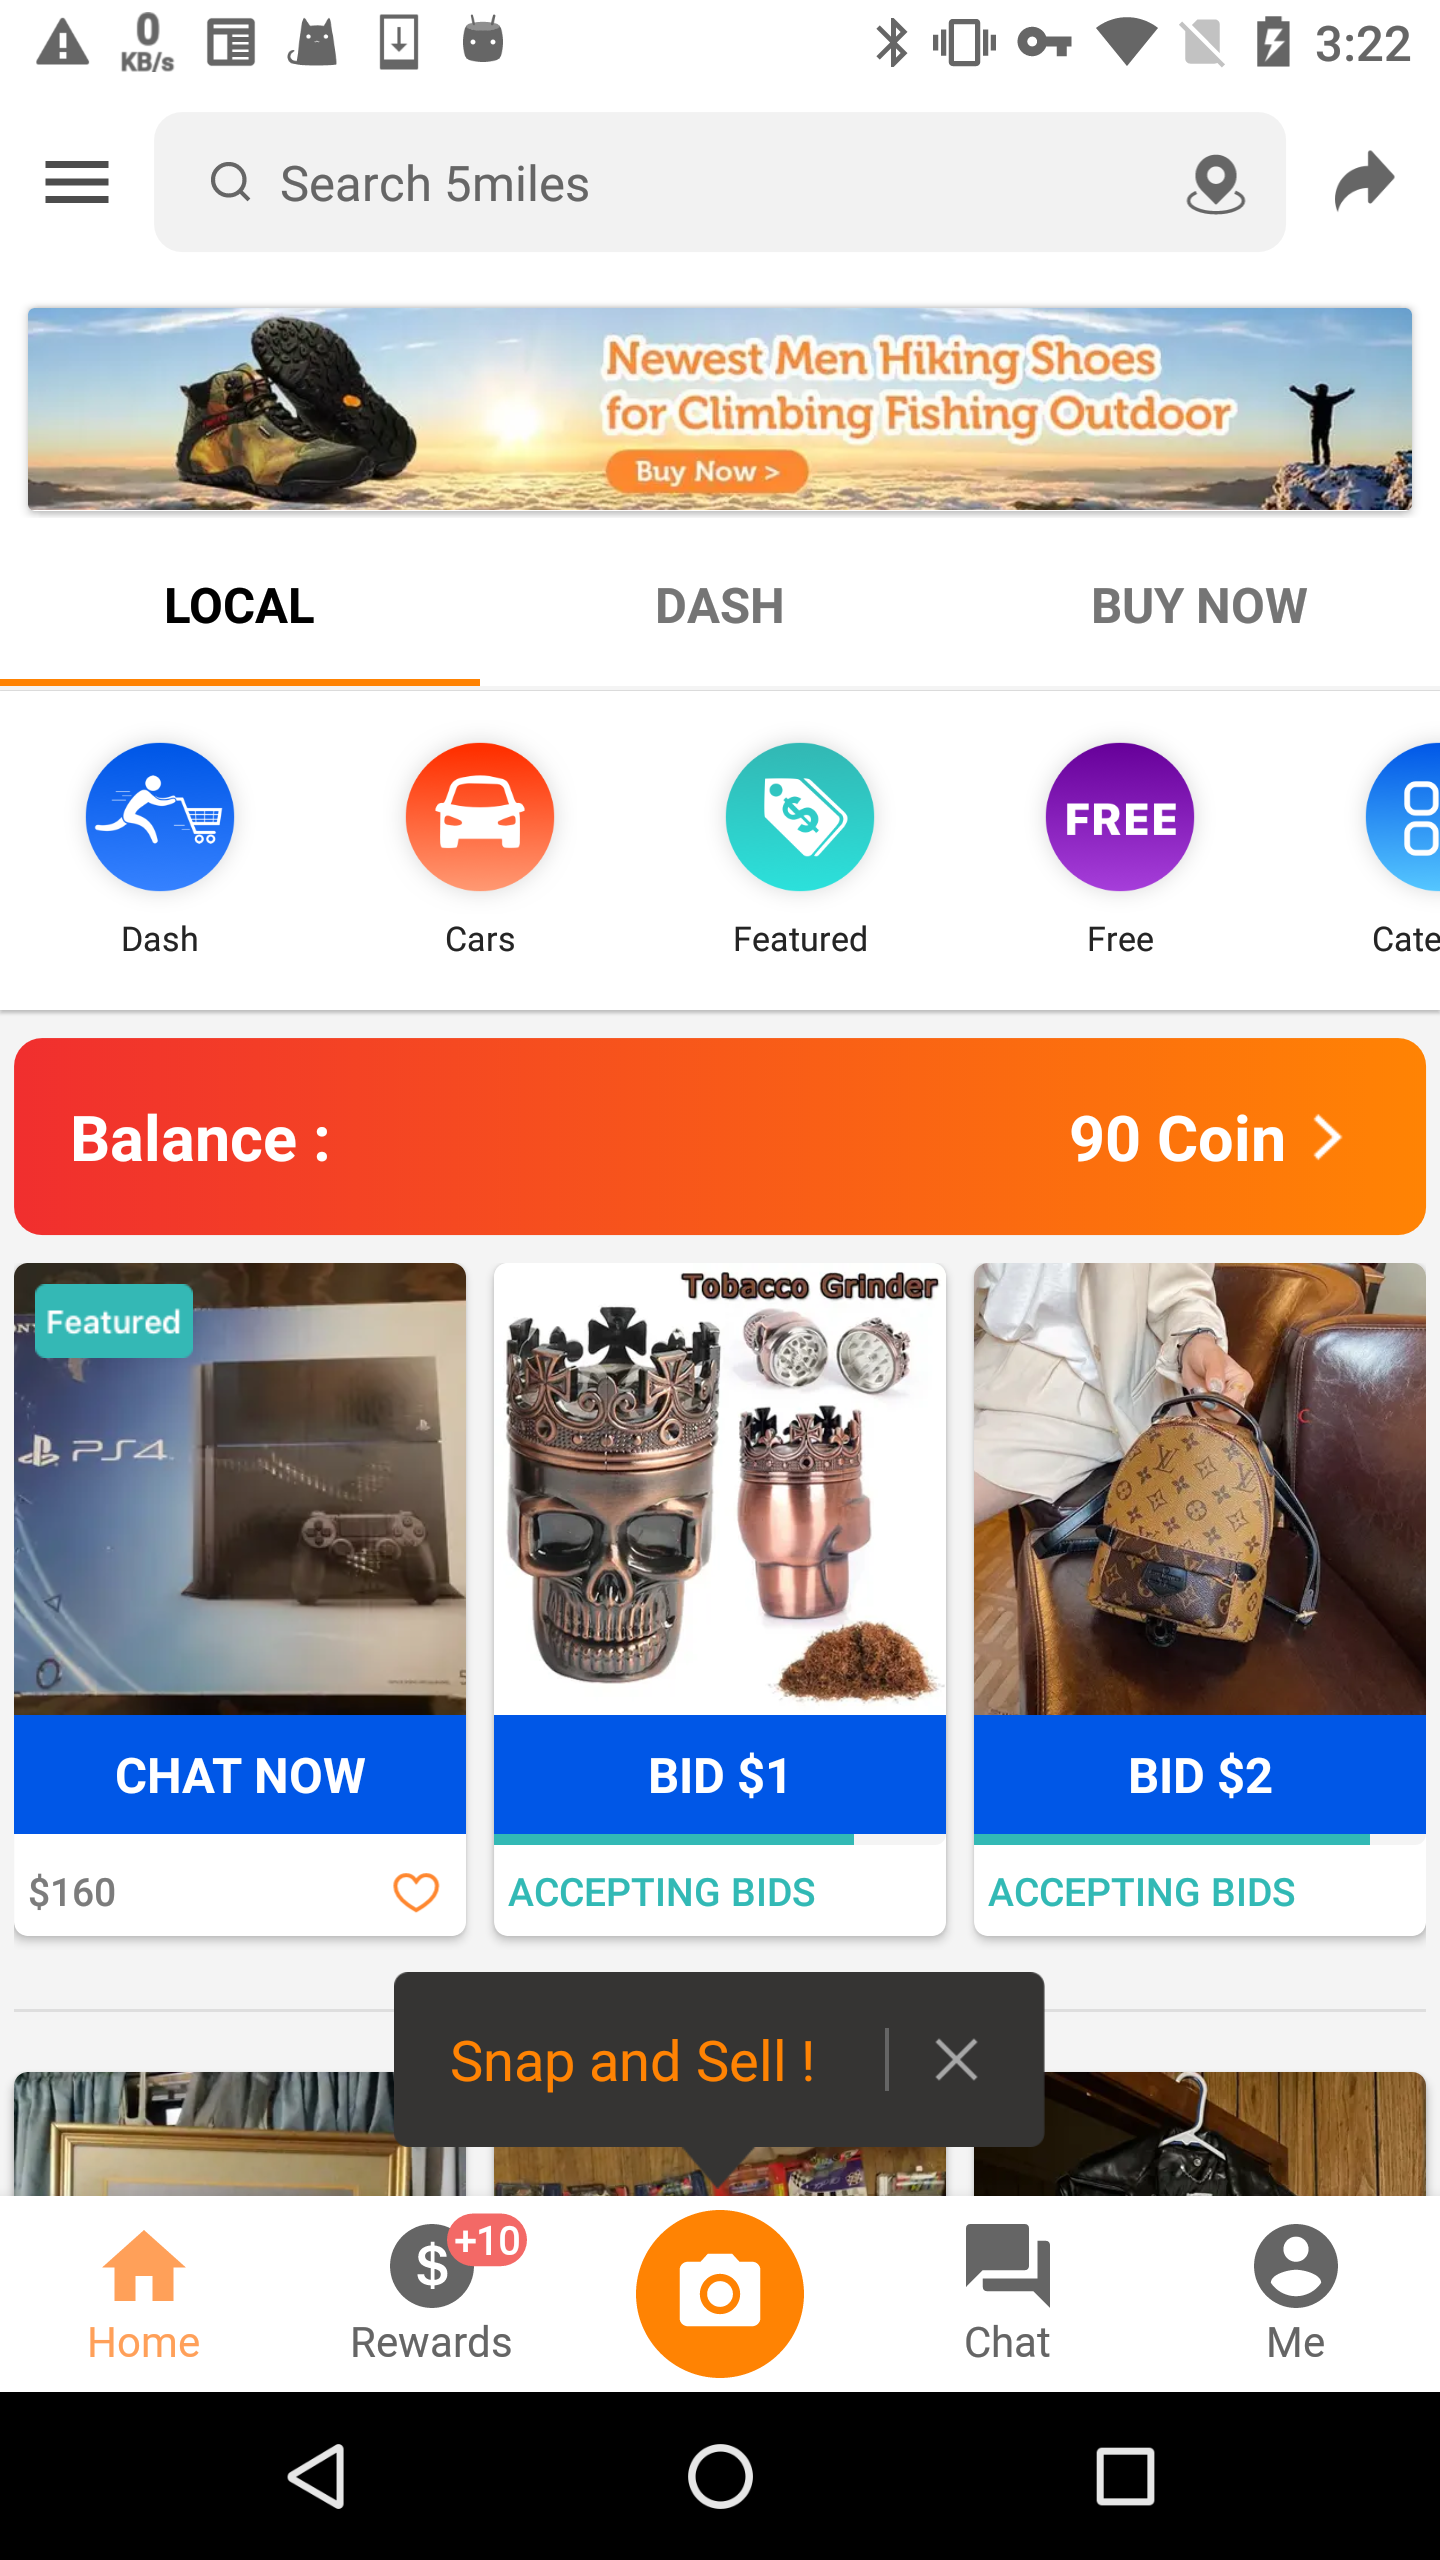 0
KB/s
3:22
Search 5miles
Newest Men Hiking Shoes
for Climbing Fishing Outdoor
Buy Now >
LOCAL
DASH
BUY NOW
FREE
Dash
Cars
Featured
Free
Cate
Balance :
90 Coin
Featured
PS4
Tobacco Grinder
CHAT NOW
BID $1
BID $2
$160
ACCEPTING BIDS
ACCEPTING BIDS
Snap and Sell !
+10
Home
Rewards
Chat
Me